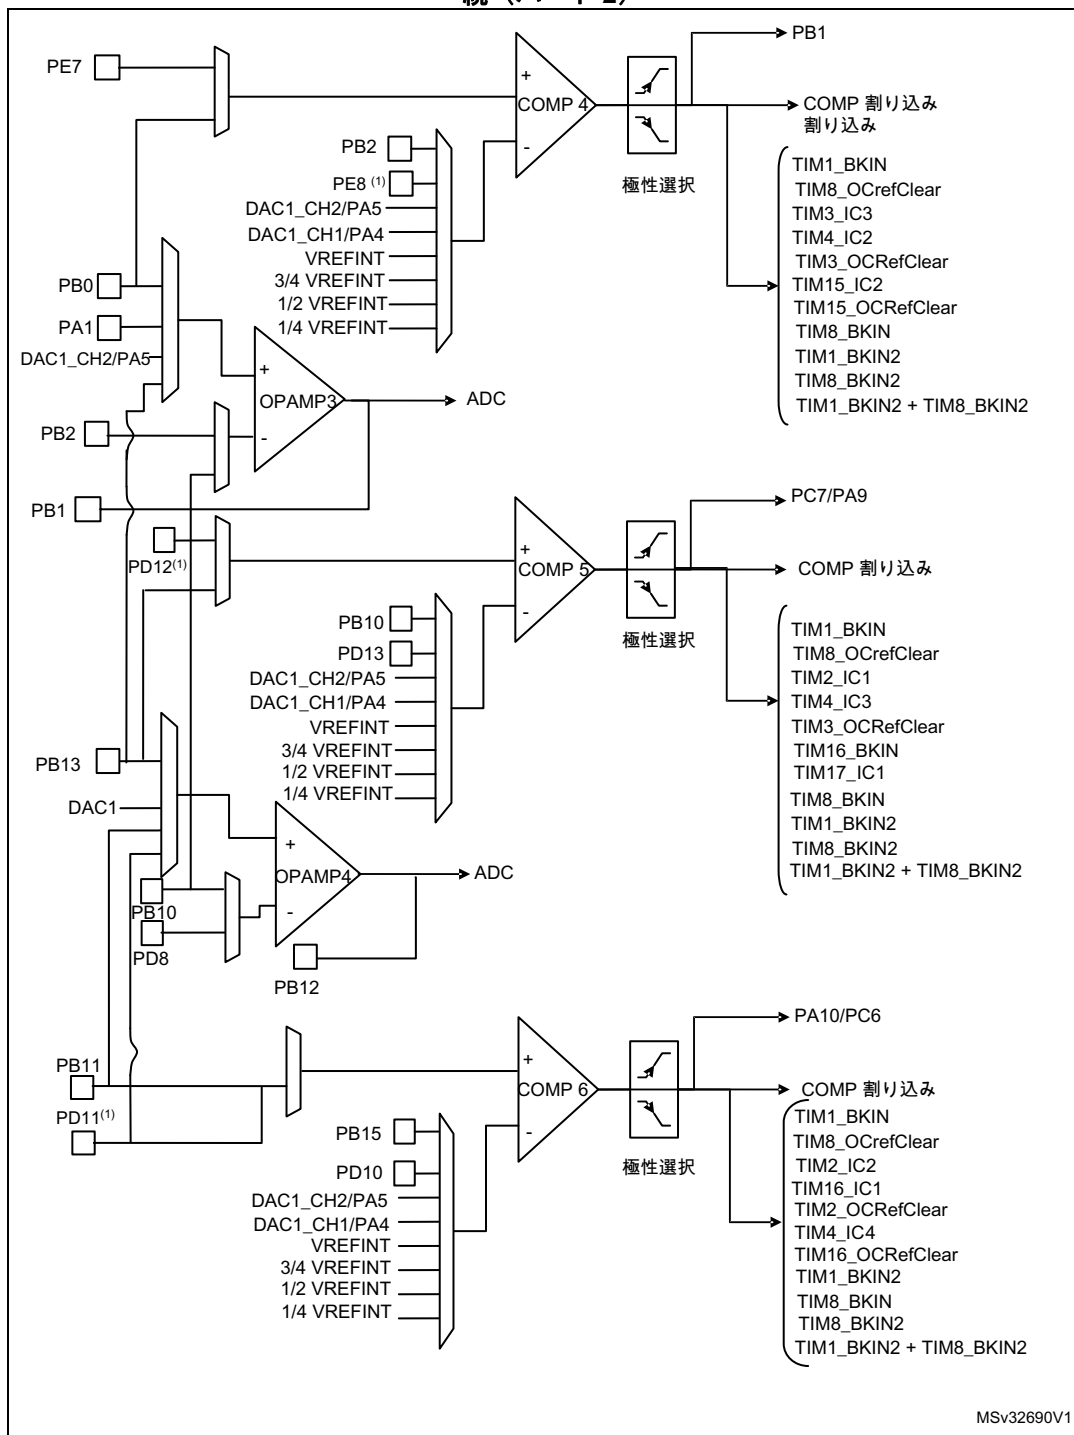 PE7
COMP 4
+
-
PB1
COMP 割り込み
割り込み
極性選択
PB2
PE8 (1)
DAC1_CH2/PA5
DAC1_CH1/PA4
VREFINT
3/4 VREFINT
1/2 VREFINT
1/4 VREFINT
TIM1_BKIN
TIM8_OCrefClear
TIM3_IC3
TIM4_IC2
TIM3_OCRefClear
TIM15_IC2
TIM15_OCRefClear
TIM8_BKIN
TIM1_BKIN2
TIM8_BKIN2
TIM1_BKIN2 + TIM8_BKIN2
PB0
PA1
DAC1_CH2/PA5
+
OPAMP3
-
ADC
PB2
PB1
PD12(1)
+
COMP 5
-
PC7/PA9
COMP 割り込み
極性選択
PB10
PD13
DAC1_CH2/PA5
DAC1_CH1/PA4
VREFINT
3/4 VREFINT
1/2 VREFINT
1/4 VREFINT
TIM1_BKIN
TIM8_OCrefClear
TIM2_IC1
TIM4_IC3
TIM3_OCRefClear
TIM16_BKIN
TIM17_IC1
TIM8_BKIN
TIM1_BKIN2
TIM8_BKIN2
TIM1_BKIN2 + TIM8_BKIN2
PB13
DAC1
+
OPAMP4
-
ADC
PB10
PD8
PB12
PB11
PD11(1)
+
COMP 6
-
PA10/PC6
COMP 割り込み
極性選択
PB15
PD10
DAC1_CH2/PA5
DAC1_CH1/PA4
VREFINT
3/4 VREFINT
1/2 VREFINT
1/4 VREFINT
TIM1_BKIN
TIM8_OCrefClear
TIM2_IC2
TIM16_IC1
TIM2_OCRefClear
TIM4_IC4
TIM16_OCRefClear
TIM1_BKIN2
TIM8_BKIN
TIM8_BKIN2
TIM1_BKIN2 + TIM8_BKIN2
MSv32690V1